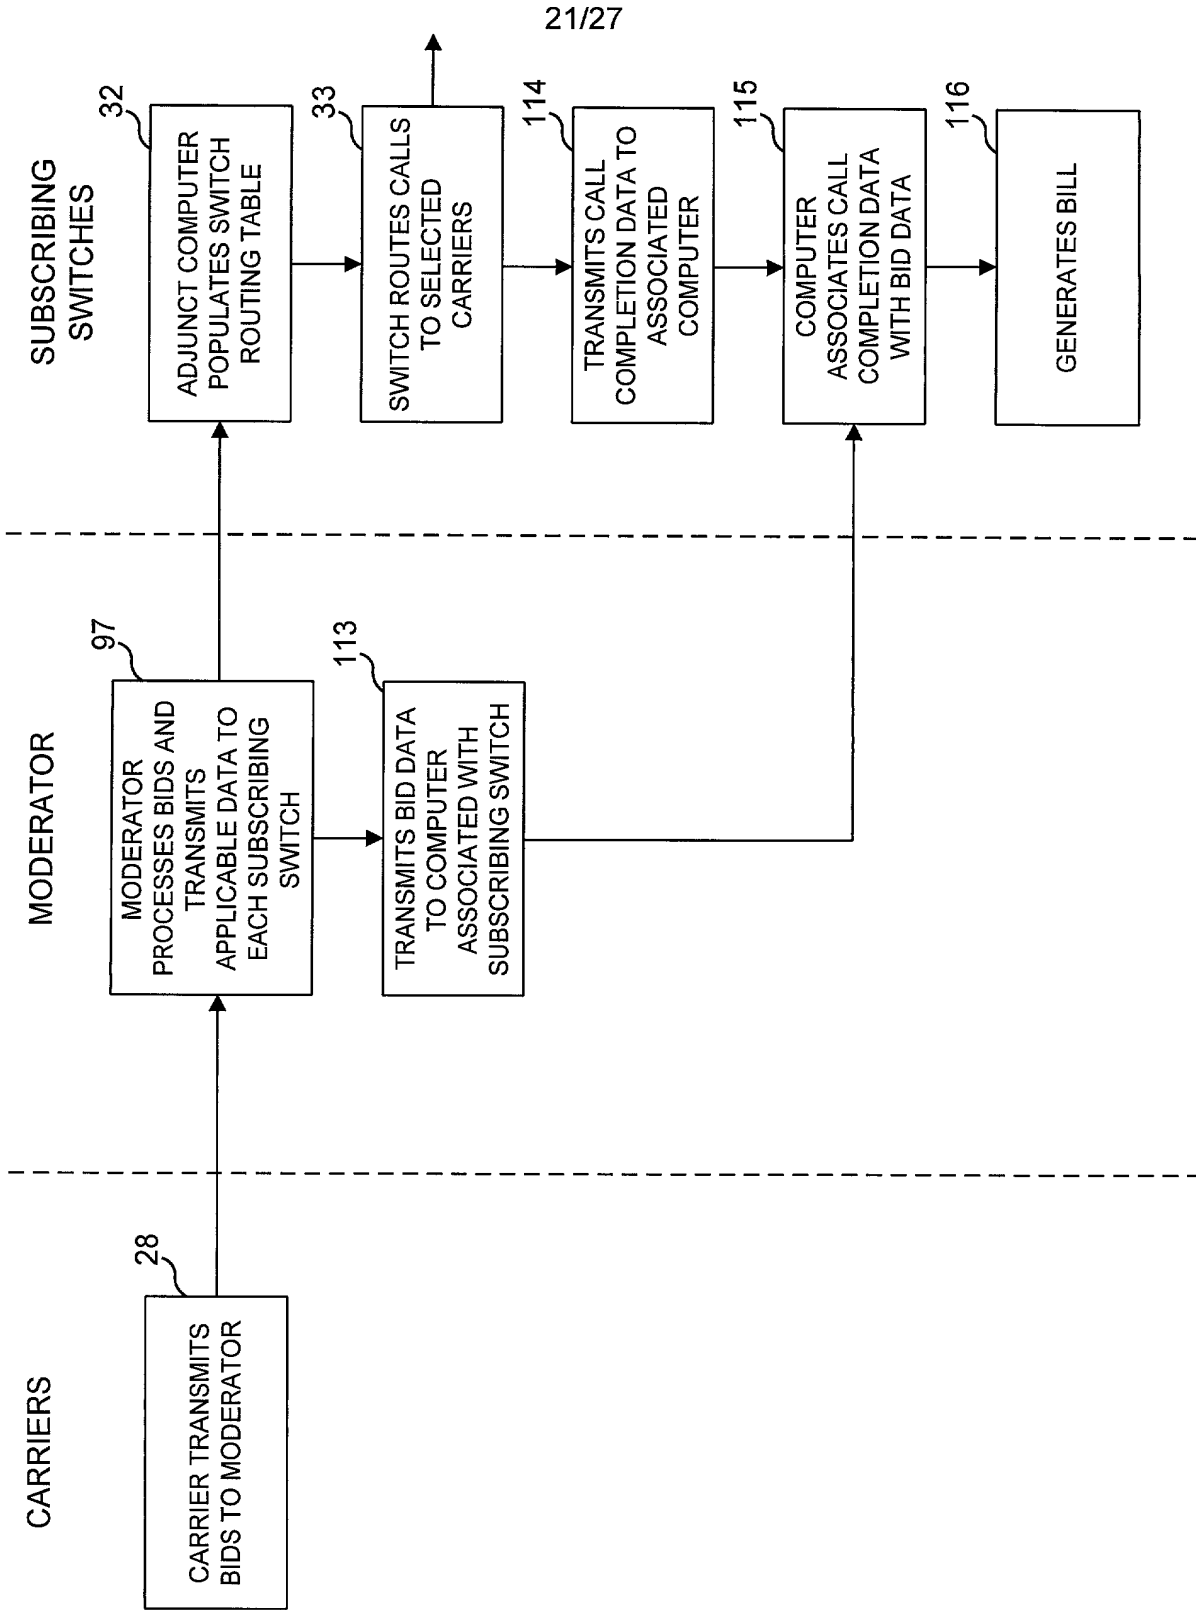 21/27
CARRIERS
MODERATOR
SUBSCRIBING
SWITCHES
28
CARRIER TRANSMITS
BIDS TO MODERATOR
97
MODERATOR
PROCESSES BIDS AND
TRANSMITS
APPLICABLE DATA TO
EACH SUBSCRIBING
SWITCH
113
TRANSMITS BID DATA
TO COMPUTER
ASSOCIATED WITH
SUBSCRIBING SWITCH
32
ADJUNCT COMPUTER
POPULATES SWITCH
ROUTING TABLE
33
SWITCH ROUTES CALLS
TO SELECTED
CARRIERS
114
TRANSMITS CALL
COMPLETION DATA TO
ASSOCIATED
COMPUTER
115
COMPUTER
ASSOCIATES CALL
COMPLETION DATA
WITH BID DATA
116
GENERATES BILL